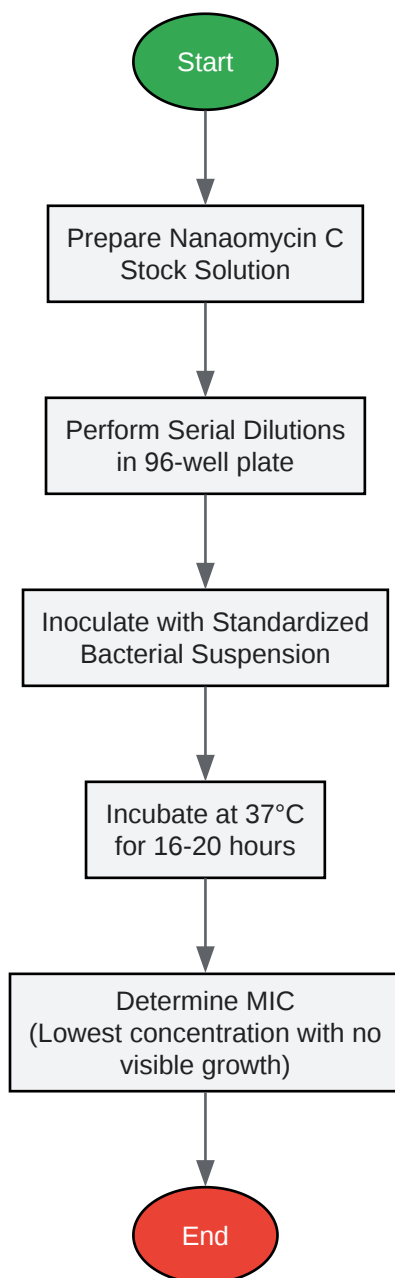 Start
Prepare Nanaomycin C
Stock Solution
Perform Serial Dilutions
in 96-well plate
Inoculate with Standardized
Bacterial Suspension
Incubate at 37°C
for 16-20 hours
Determine MIC
(Lowest concentration with no
visible growth)
End